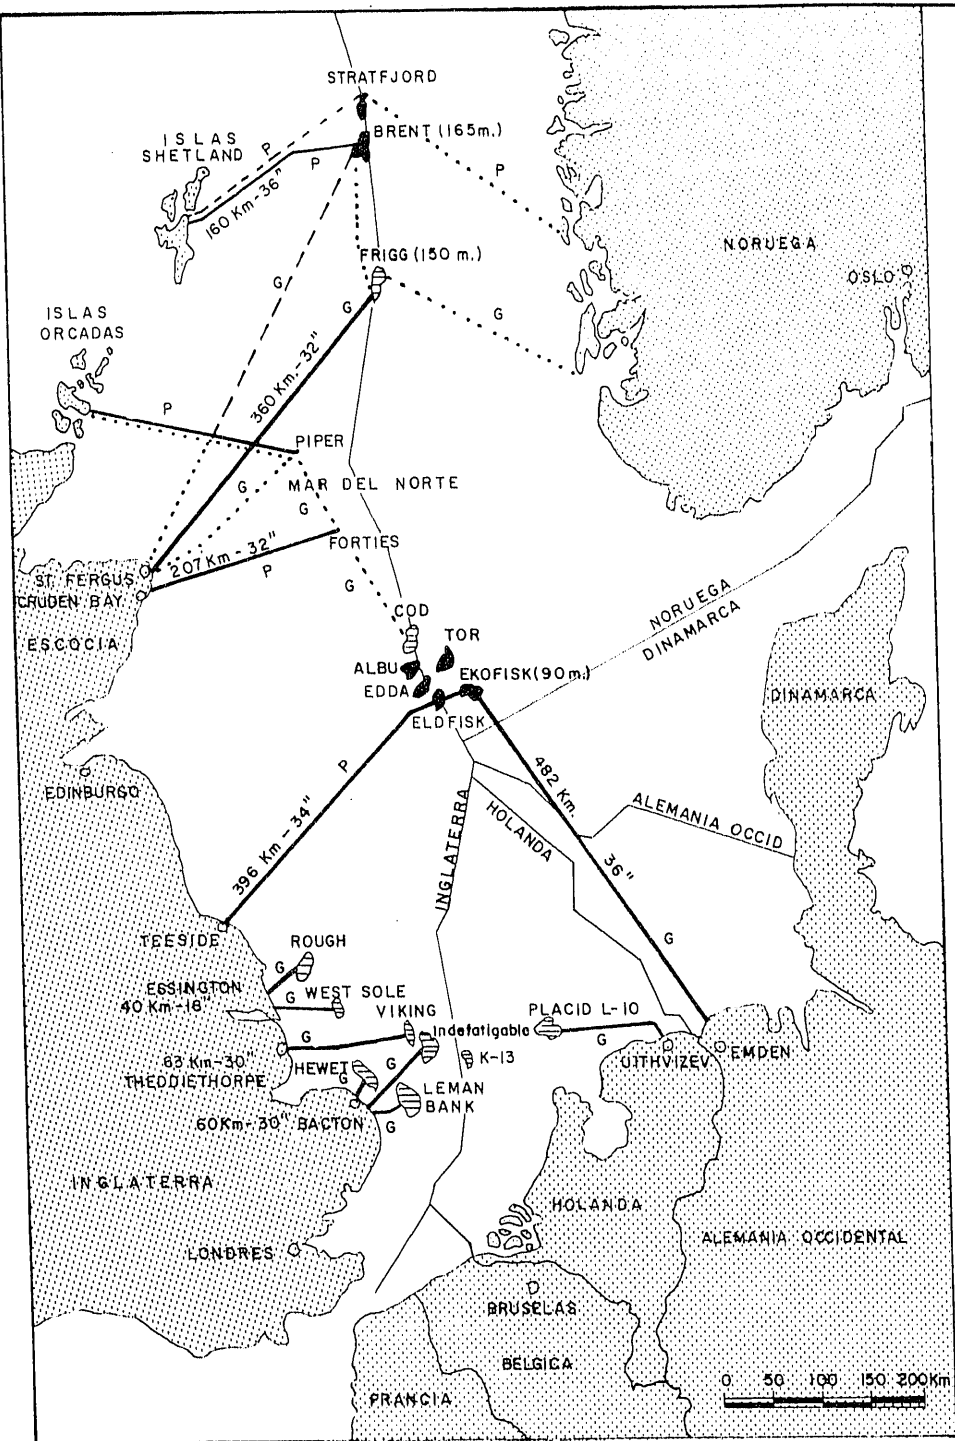 STRATFJORD
BRENT (165m.)
ISLAS
SHETLAND
P
P
160 Km-36"
P
FRIGG (150 m.)
NORUEGA
OSLO
G
G
G
ISLAS
ORCADAS
360 Km.-32"
P
PIPER
G
MAR DEL NORTE
G
FORTIES
207 Km - 32"
P
ST. FERGUS
CRUDEN BAY
G
ESCOCIA
COD
TOR
ALBU
EKOFISK (90 m.)
EDDA
ELDFISK
NORUEGA
DINAMARCA
DINAMARCA
EDINBURGO
P
482 Km.
396 Km - 34"
INGLATERRA
HOLANDA
ALEMANIA OCCID
36"
G
TEESIDE
ROUGH
G
ESSINGTON
40 Km-18"
G
WEST SOLE
VIKING
PLACID L-10
G
Indefatigable
G
63 Km-30"
THEDDIETHORPE
HEWET
G
G
K-13
UITHVIZEV
EMDEN
LEMAN
BANK
60Km-30" BACTON
G
INGLATERRA
HOLANDA
LONDRES
ALEMANIA OCCIDENTAL
BRUSELAS
BELGICA
FRANCIA
0 50 100 150 200 Km